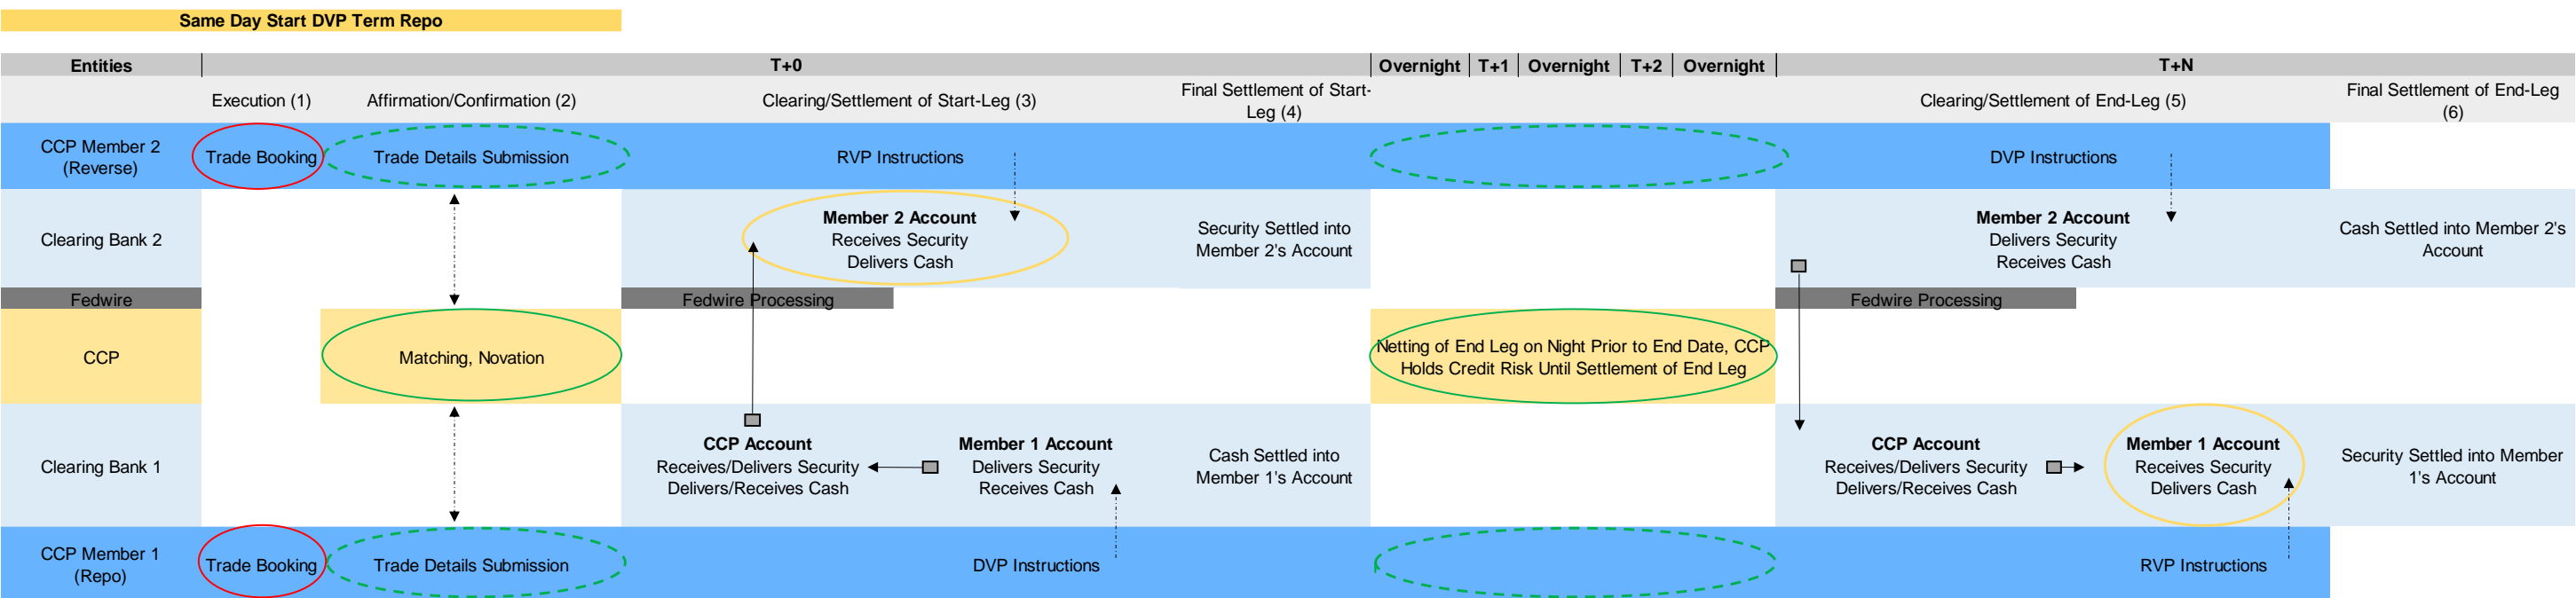 Same Day Start DVP Term Repo
Entities
T+0
Overnight
T+1
Overnight
T+2
Overnight
T+N
Execution (1)
Affirmation/Confirmation (2)
Clearing/Settlement of Start-Leg (3)
Final Settlement of Start-
Leg (4)
Clearing/Settlement of End-Leg (5)
Final Settlement of End-Leg
(6)
CCP Member 2
(Reverse)
Trade Booking
Trade Details Submission
RVP Instructions
DVP Instructions
Clearing Bank 2
Member 2 Account
Receives Security
Delivers Cash
Security Settled into
Member 2's Account
Member 2 Account
Delivers Security
Receives Cash
Cash Settled into Member 2's
Account
Fedwire
Fedwire Processing
Fedwire Processing
CCP
Matching, Novation
Netting of End Leg on Night Prior to End Date, CCP
Holds Credit Risk Until Settlement of End Leg
Clearing Bank 1
CCP Account
Receives/Delivers Security
Delivers/Receives Cash
Member 1 Account
Delivers Security
Receives Cash
Cash Settled into
Member 1's Account
CCP Account
Receives/Delivers Security
Delivers/Receives Cash
Member 1 Account
Receives Security
Delivers Cash
Security Settled into Member
1's Account
CCP Member 1
(Repo)
Trade Booking
Trade Details Submission
DVP Instructions
RVP Instructions